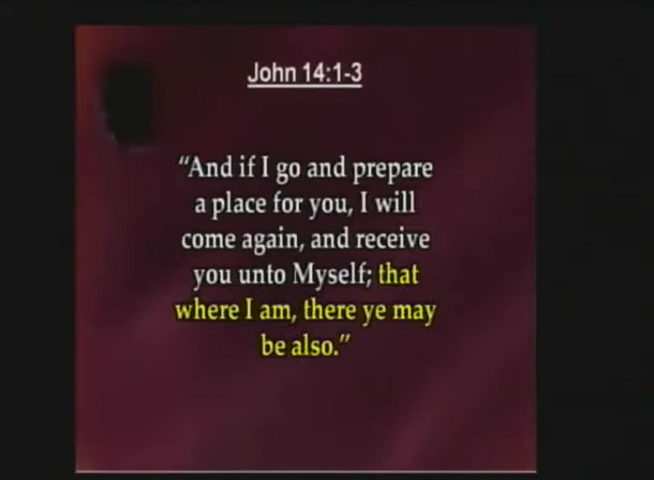 John 14:1-3
“And if I go and prepare
a place for you, I will
come again, and receive
you unto Myself; that
where I am, there ye may
be also.”